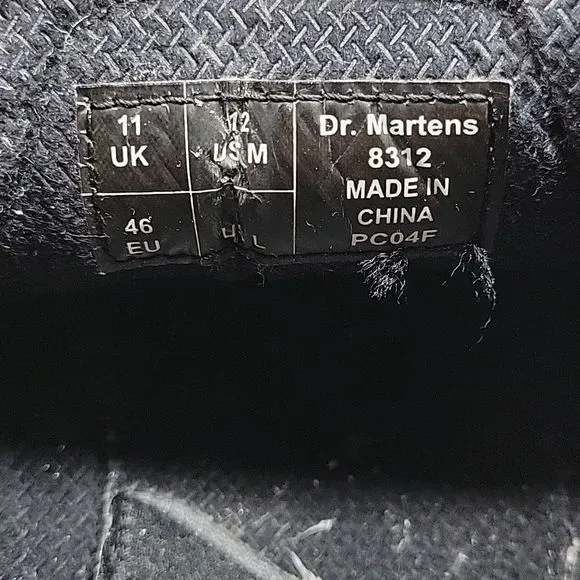 11
UK
12
US M
46
EU
Dr. Martens
8312
MADE IN
CHINA
PC04F